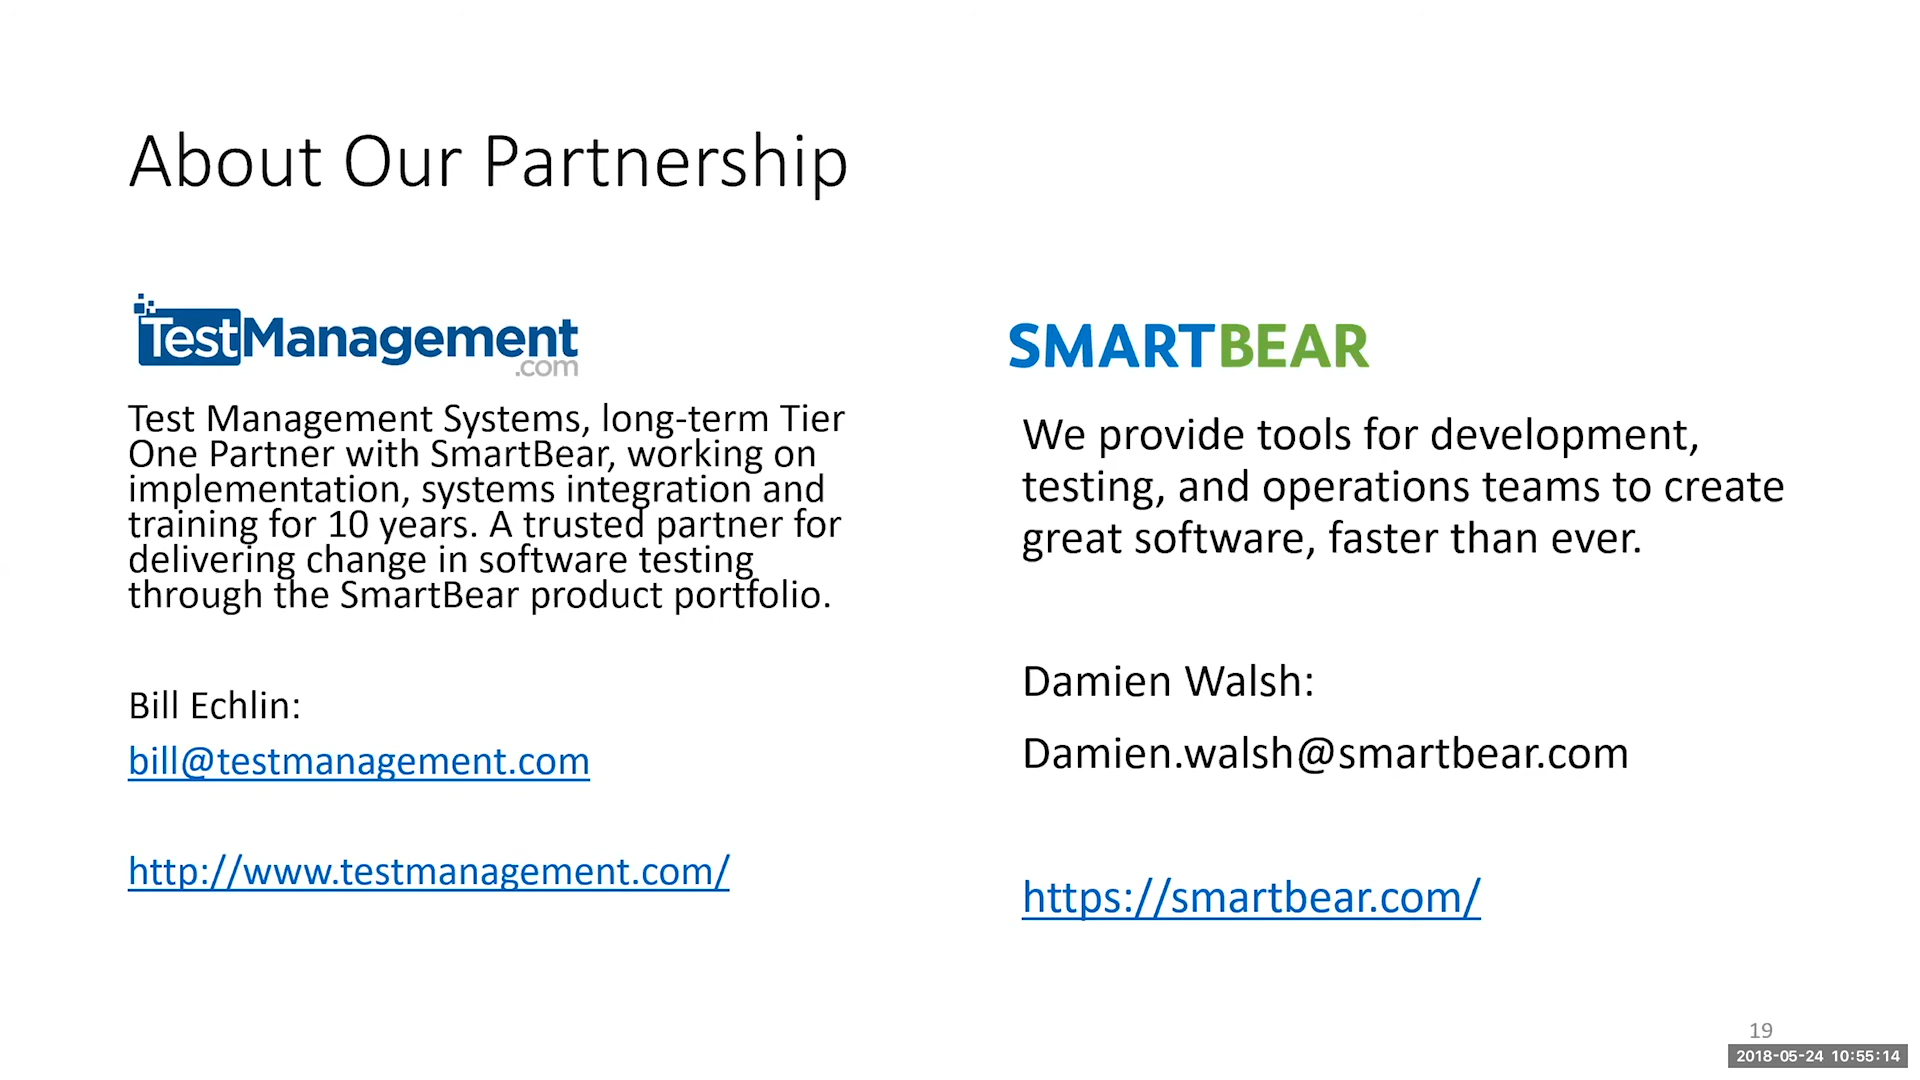 About Our Partnership
TestManagement
.com
Test Management Systems, long-term Tier
One Partner with SmartBear, working on
implementation, systems integration and
training for 10 years. A trusted partner for
delivering change in software testing
through the SmartBear product portfolio.
Bill Echlin:
bill@testmanagement.com
http://www.testmanagement.com/
SMARTBEAR
We provide tools for development,
testing, and operations teams to create
great software, faster than ever.
Damien Walsh:
Damien.walsh@smartbear.com
https://smartbear.com/
19
2018-05-24 10:55:14